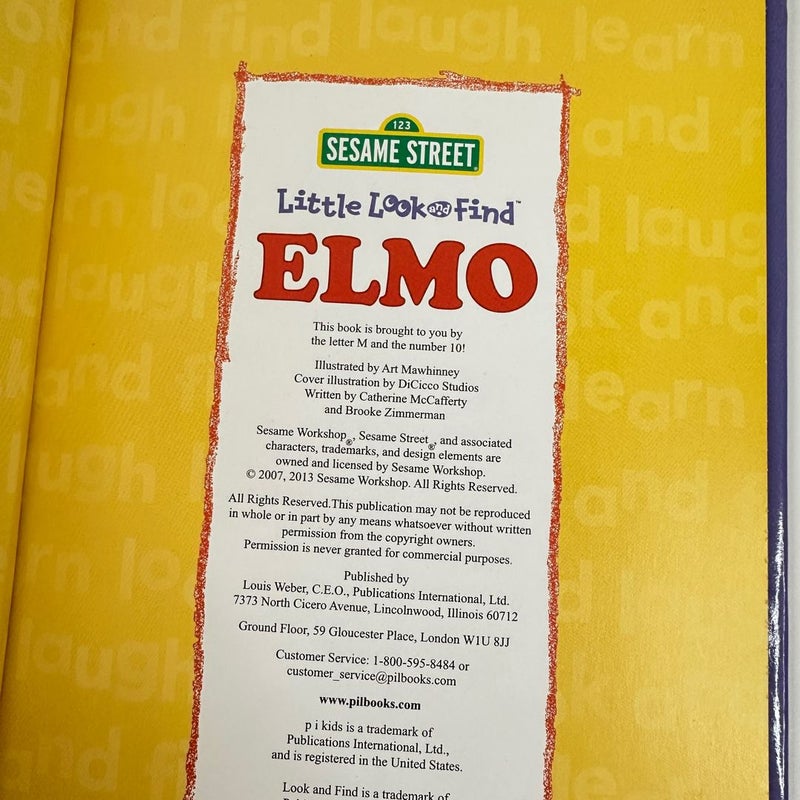 and find laugh learn
123
SESAME STREET®
Little Look and Find™
ELMO
This book is brought to you by
the letter M and the number 10!
Illustrated by Art Mawhinney
Cover illustration by DiCicco Studios
Written by Catherine McCafferty
and Brooke Zimmerman
Sesame Workshop®, Sesame Street®, and associated
characters, trademarks, and design elements are
owned and licensed by Sesame Workshop.
© 2007, 2013 Sesame Workshop. All Rights Reserved.
All Rights Reserved.This publication may not be reproduced
in whole or in part by any means whatsoever without written
permission from the copyright owners.
Permission is never granted for commercial purposes.
Published by
Louis Weber, C.E.O., Publications International, Ltd.
7373 North Cicero Avenue, Lincolnwood, Illinois 60712
Ground Floor, 59 Gloucester Place, London W1U 8JJ
Customer Service: 1-800-595-8484 or
customer_service@pilbooks.com
www.pilbooks.com
p i kids is a trademark of
Publications International, Ltd.,
and is registered in the United States.
Look and Find is a trademark of